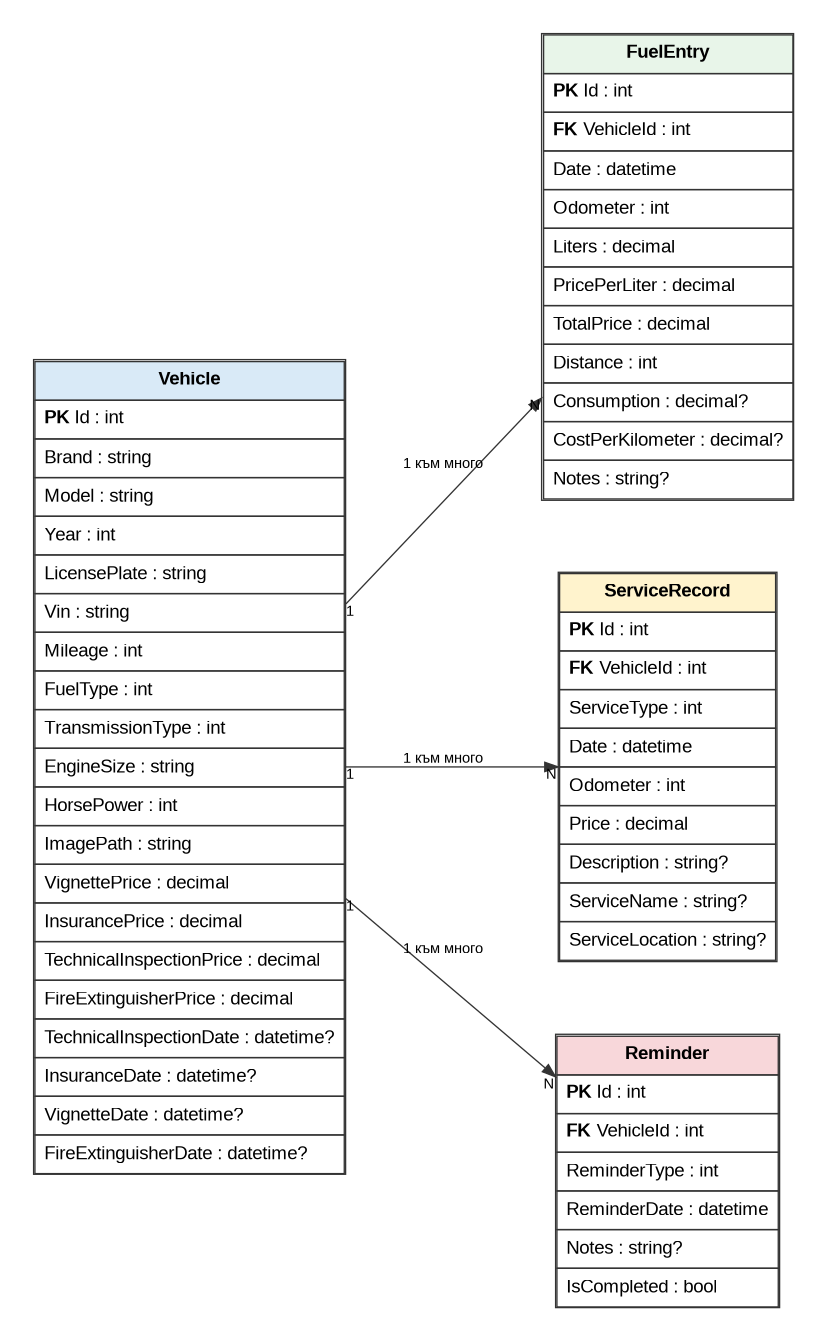 FuelEntry
PK Id : int
FK VehicleId : int
Date : datetime
Odometer : int
Liters : decimal
PricePerLiter : decimal
TotalPrice : decimal
Distance : int
Consumption : decimal?
CostPerKilometer : decimal?
Notes : string?
Vehicle
PK Id : int
Brand : string
Model : string
Year : int
LicensePlate : string
Vin : string
Mileage : int
FuelType : int
TransmissionType : int
EngineSize : string
HorsePower : int
ImagePath : string
VignettePrice : decimal
InsurancePrice : decimal
TechnicalInspectionPrice : decimal
FireExtinguisherPrice : decimal
TechnicalInspectionDate : datetime?
InsuranceDate : datetime?
VignetteDate : datetime?
FireExtinguisherDate : datetime?
1 към много
1
N
1 към много
1
N
1 към много
1
N
ServiceRecord
PK Id : int
FK VehicleId : int
ServiceType : int
Date : datetime
Odometer : int
Price : decimal
Description : string?
ServiceName : string?
ServiceLocation : string?
Reminder
PK Id : int
FK VehicleId : int
ReminderType : int
ReminderDate : datetime
Notes : string?
IsCompleted : bool